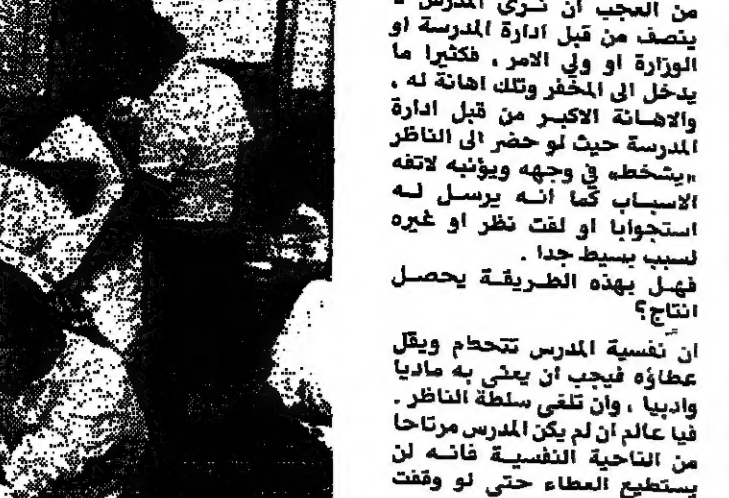 من العجب ان نرى المدرس لا
ينصف من قبل ادارة المدرسة او
الوزارة او ولي الامر ، فكثيرا ما
يدخل الى المخفر وتلك اهانة له ،
والاهانة الاكبر من قبل ادارة
المدرسة حيث لو حضر الى الناظر
«يشخط» في وجهه ويؤنبه لاتفه
الاسباب كما انه يرسل له
استجوابا او لفت نظر او غيره
لسبب بسيط جدا .
فهل بهذه الطريقة يحصل
انتاج؟
ان نفسية المدرس تتحطم ويقل
عطاؤه فيجب ان يعنى به ماديا
وادبيا ، وان تلغى سلطة الناظر .
فيا عالم ان لم يكن المدرس مرتاحا
من الناحية النفسية فانه لن
يستطيع العطاء حتى لو وقفت